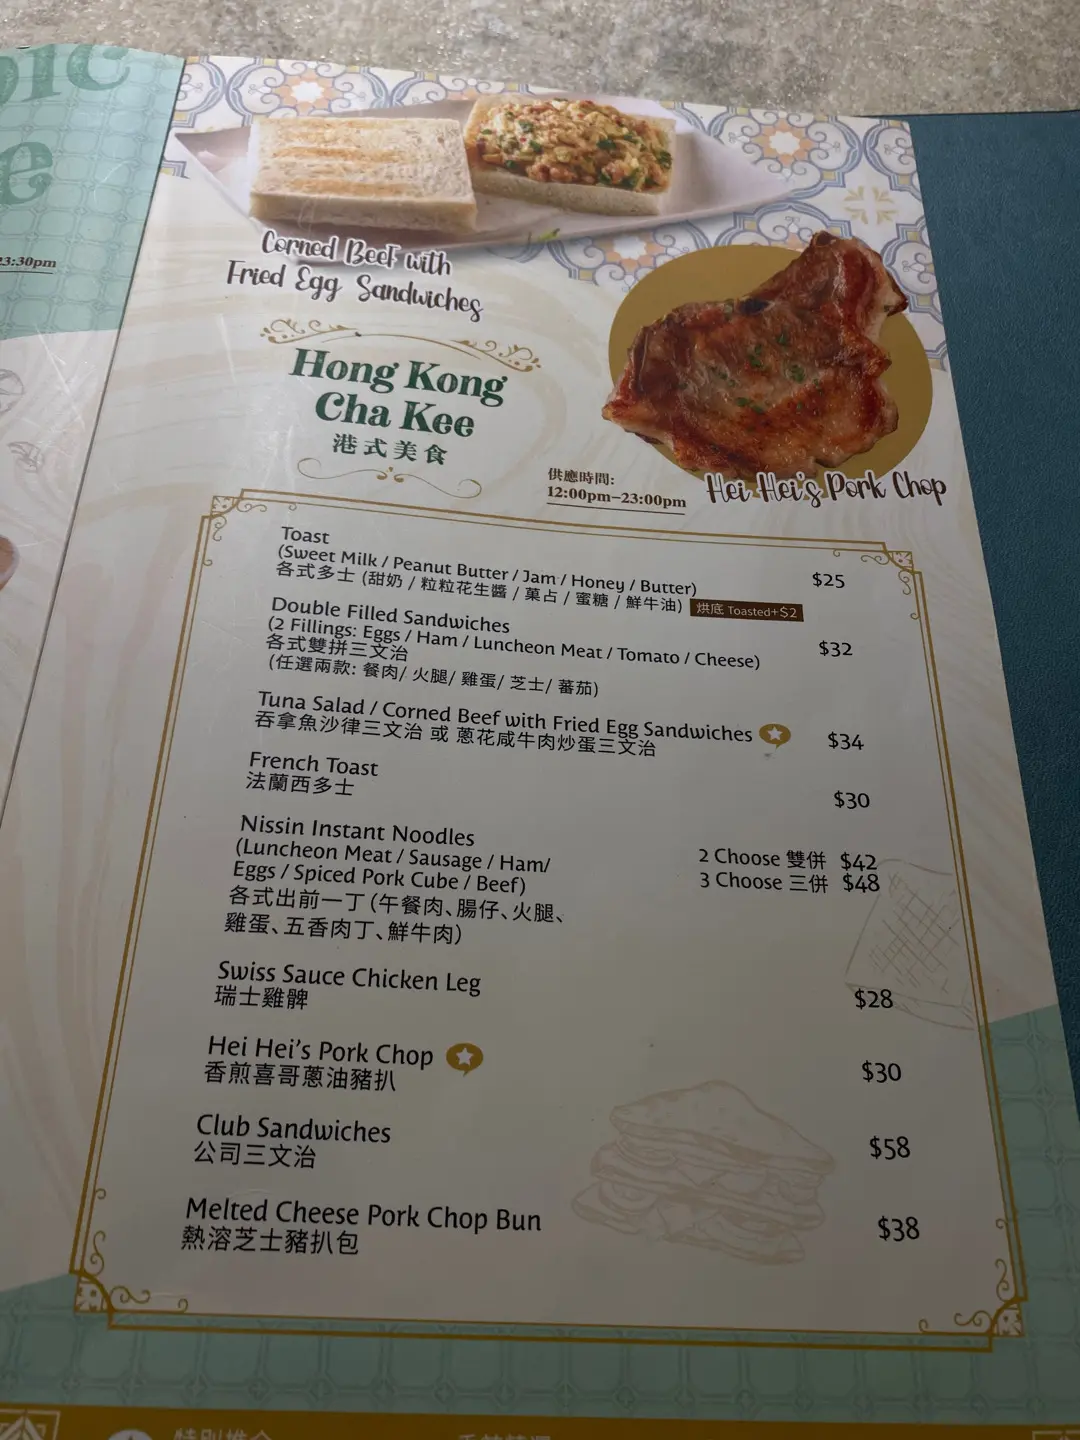 23:30pm
Corned Beef with
Fried Egg Sandwiches
Hong Kong
Cha Kee
港式美食
供應時間:
12:00pm-23:00pm
Hei Hei's Pork Chop
Toast
(Sweet Milk / Peanut Butter / Jam / Honey / Butter) $25
各式多士 (甜奶 / 粒粒花生醬 / 菓占 / 蜜糖 / 鮮牛油) 烘底 Toasted+$2
Double Filled Sandwiches
(2 Fillings: Eggs / Ham / Luncheon Meat / Tomato / Cheese) $32
各式雙拼三文治
(任選兩款: 餐肉/ 火腿/ 雞蛋/ 芝士/ 蕃茄)
Tuna Salad / Corned Beef with Fried Egg Sandwiches $34
吞拿魚沙律三文治 或 蔥花咸牛肉炒蛋三文治
French Toast $30
法蘭西多士
Nissin Instant Noodles
(Luncheon Meat / Sausage / Ham/ 2 Choose 雙併 $42
Eggs / Spiced Pork Cube / Beef) 3 Choose 三併 $48
各式出前一丁 (午餐肉、腸仔、火腿、
雞蛋、五香肉丁、鮮牛肉)
Swiss Sauce Chicken Leg $28
瑞士雞髀
Hei Hei's Pork Chop $30
香煎喜哥蔥油豬扒
Club Sandwiches $58
公司三文治
Melted Cheese Pork Chop Bun $38
熱溶芝士豬扒包